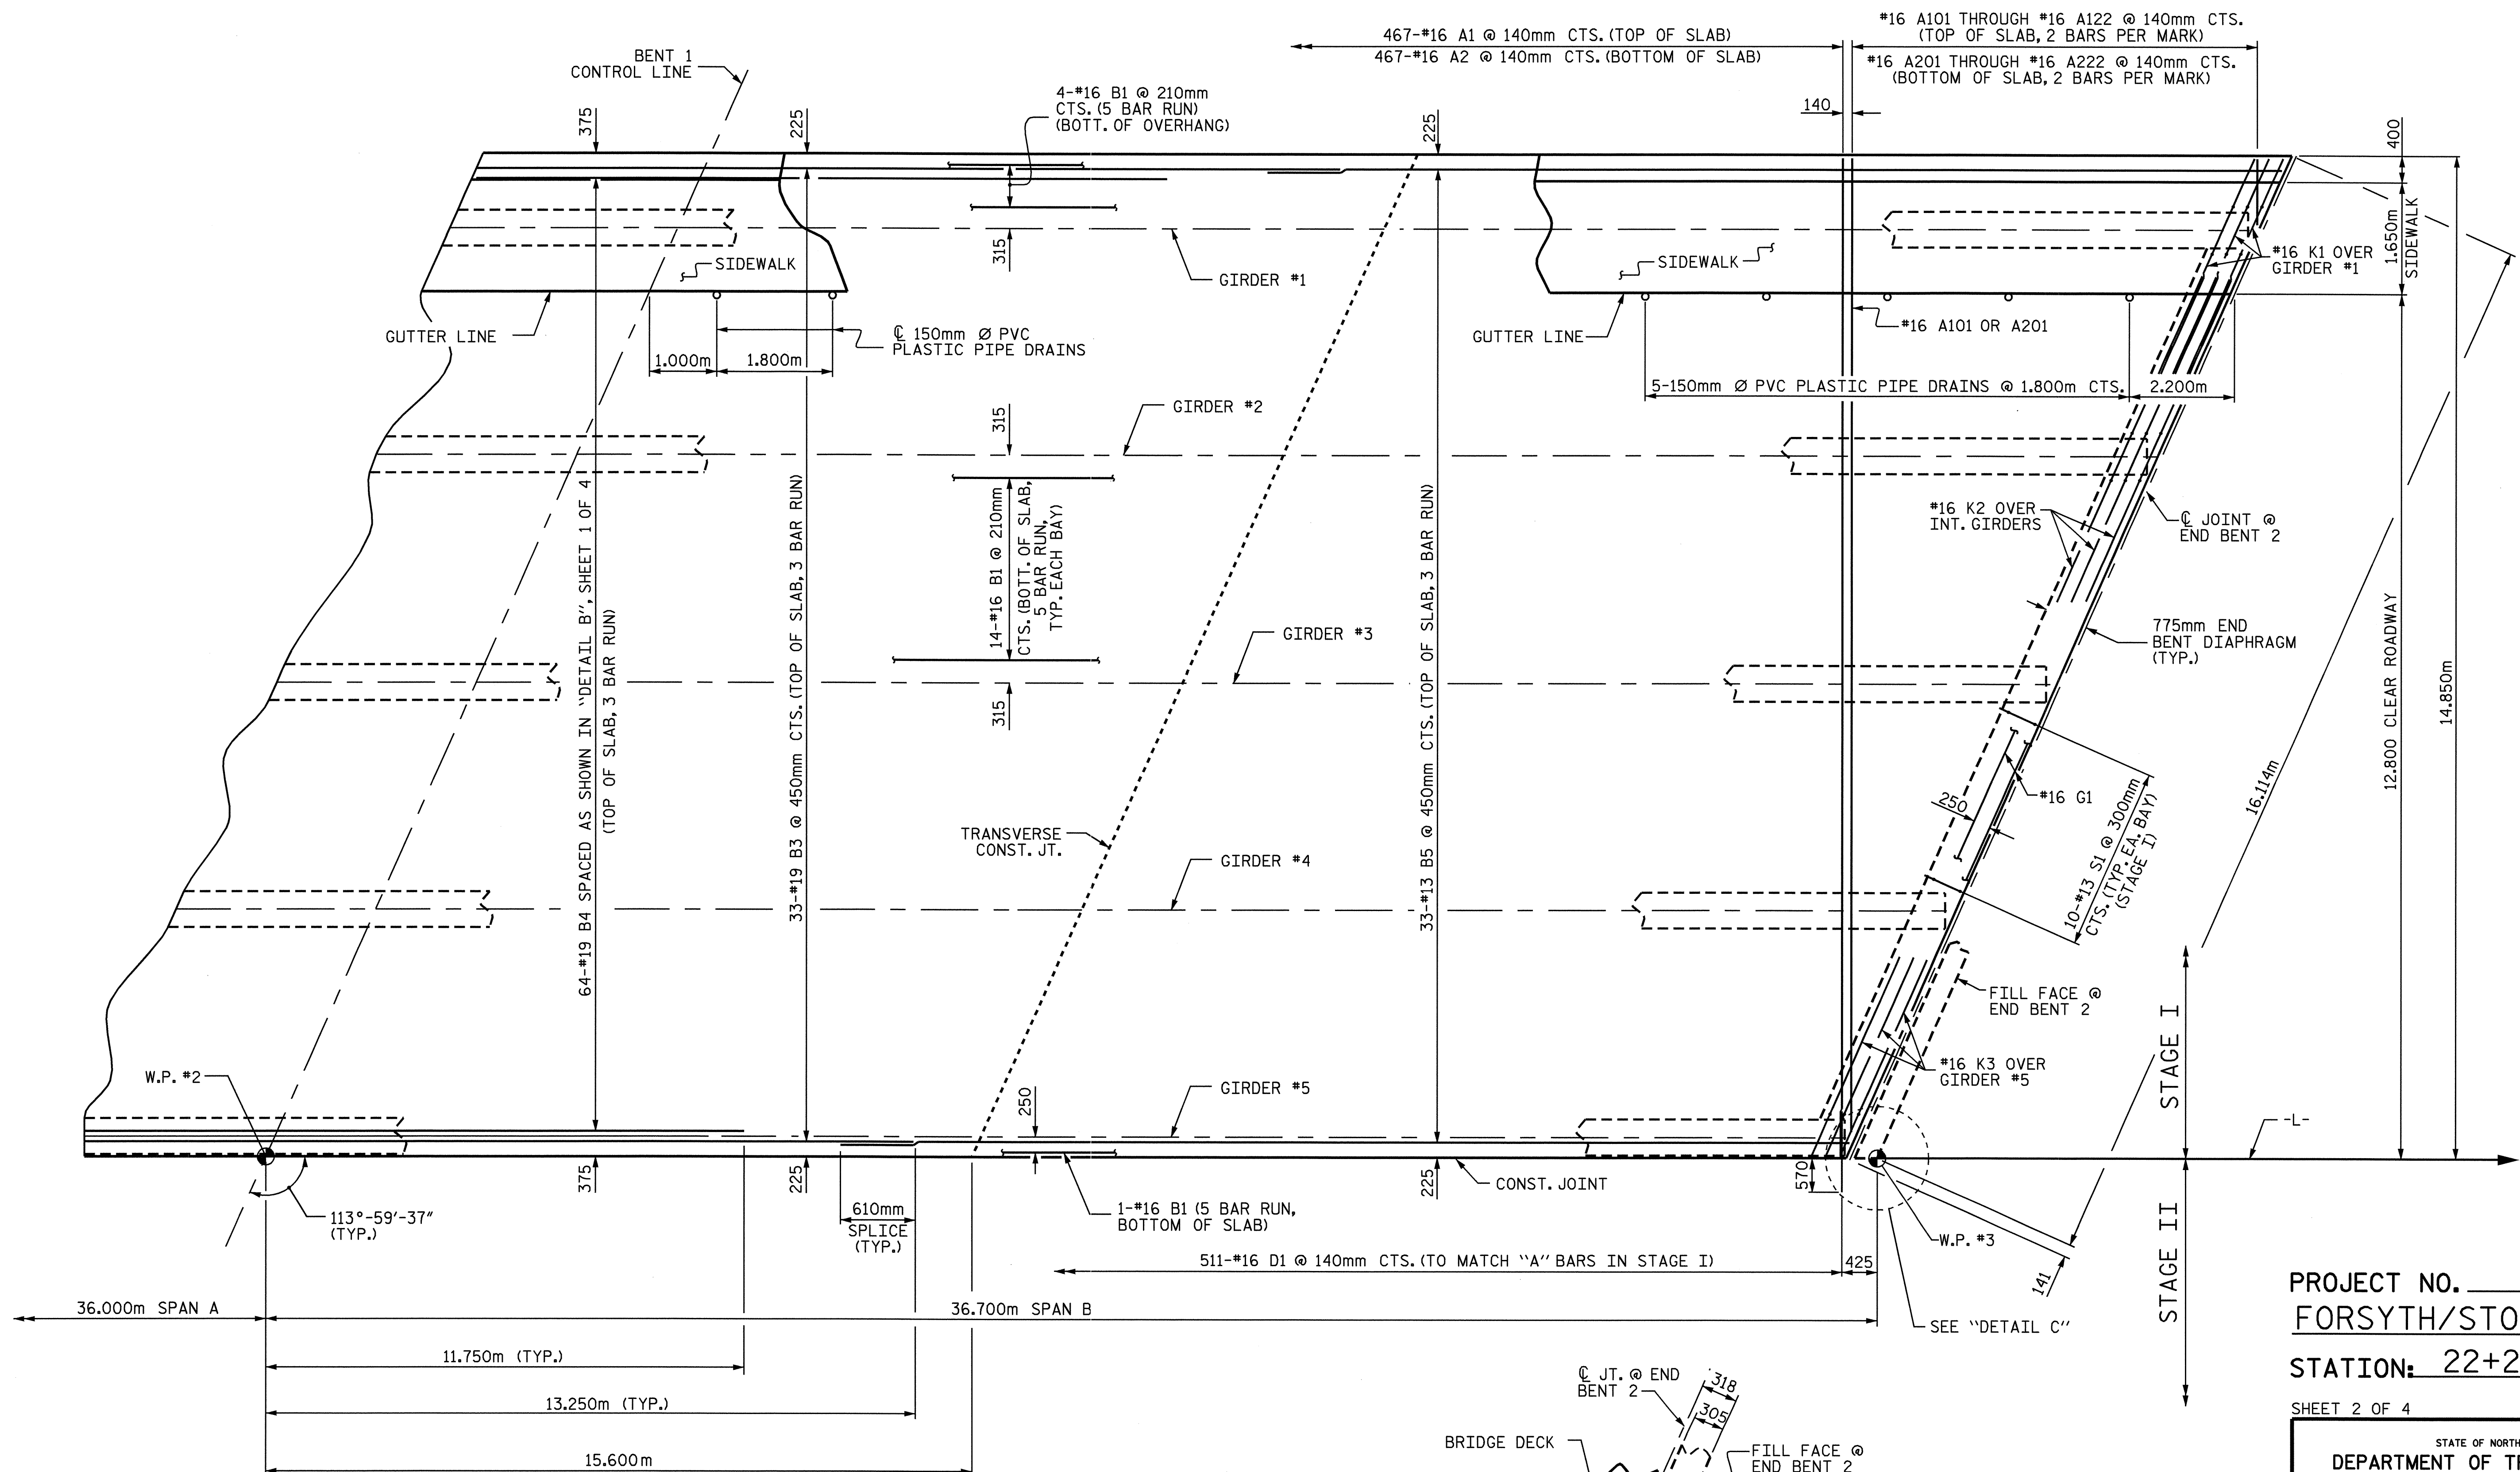 BENT 1
CONTROL LINE
467-#16 A1 @ 140mm CTS. (TOP OF SLAB)
467-#16 A2 @ 140mm CTS. (BOTTOM OF SLAB)
#16 A101 THROUGH #16 A122 @ 140mm CTS.
(TOP OF SLAB, 2 BARS PER MARK)
#16 A201 THROUGH #16 A222 @ 140mm CTS.
(BOTTOM OF SLAB, 2 BARS PER MARK)
4-#16 B1 @ 210mm
CTS. (5 BAR RUN)
(BOTT. OF OVERHANG)
375
225
225
140
400
1.650m
SIDEWALK
315
SIDEWALK
GIRDER #1
SIDEWALK
#16 K1 OVER
GIRDER #1
GUTTER LINE
℄ 150mm Ø PVC
PLASTIC PIPE DRAINS
1.000m
1.800m
GUTTER LINE
#16 A101 OR A201
5-150mm Ø PVC PLASTIC PIPE DRAINS @ 1.800m CTS.
2.200m
GIRDER #2
315
64-#19 B4 SPACED AS SHOWN IN "DETAIL B", SHEET 1 OF 4
(TOP OF SLAB, 3 BAR RUN)
33-#19 B3 @ 450mm CTS. (TOP OF SLAB, 3 BAR RUN)
14-#16 B1 @ 210mm
CTS. (BOTT. OF SLAB,
5 BAR RUN,
TYP. EACH BAY)
33-#13 B5 @ 450mm CTS. (TOP OF SLAB, 3 BAR RUN)
#16 K2 OVER
INT. GIRDERS
℄ JOINT @
END BENT 2
GIRDER #3
315
775mm END
BENT DIAPHRAGM
(TYP.)
12.800 CLEAR ROADWAY
14.850m
16.114m
#16 G1
250
10-#13 S1 @ 300mm
CTS. (TYP. EA. BAY)
(STAGE I)
TRANSVERSE
CONST. JT.
GIRDER #4
FILL FACE @
END BENT 2
STAGE I
#16 K3 OVER
GIRDER #5
W.P. #2
GIRDER #5
250
-L-
113°-59'-37"
(TYP.)
375
225
610mm
SPLICE
(TYP.)
1-#16 B1 (5 BAR RUN,
BOTTOM OF SLAB)
225
CONST. JOINT
570
W.P. #3
STAGE II
511-#16 D1 @ 140mm CTS. (TO MATCH "A" BARS IN STAGE I)
425
141
36.000m SPAN A
36.700m SPAN B
SEE "DETAIL C"
11.750m (TYP.)
13.250m (TYP.)
15.600m
℄ JT. @ END
BENT 2
318
305
BRIDGE DECK
FILL FACE @
END BENT 2
PROJECT NO.
FORSYTH/STO
STATION: 22+2
SHEET 2 OF 4
STATE OF NORTH
DEPARTMENT OF T